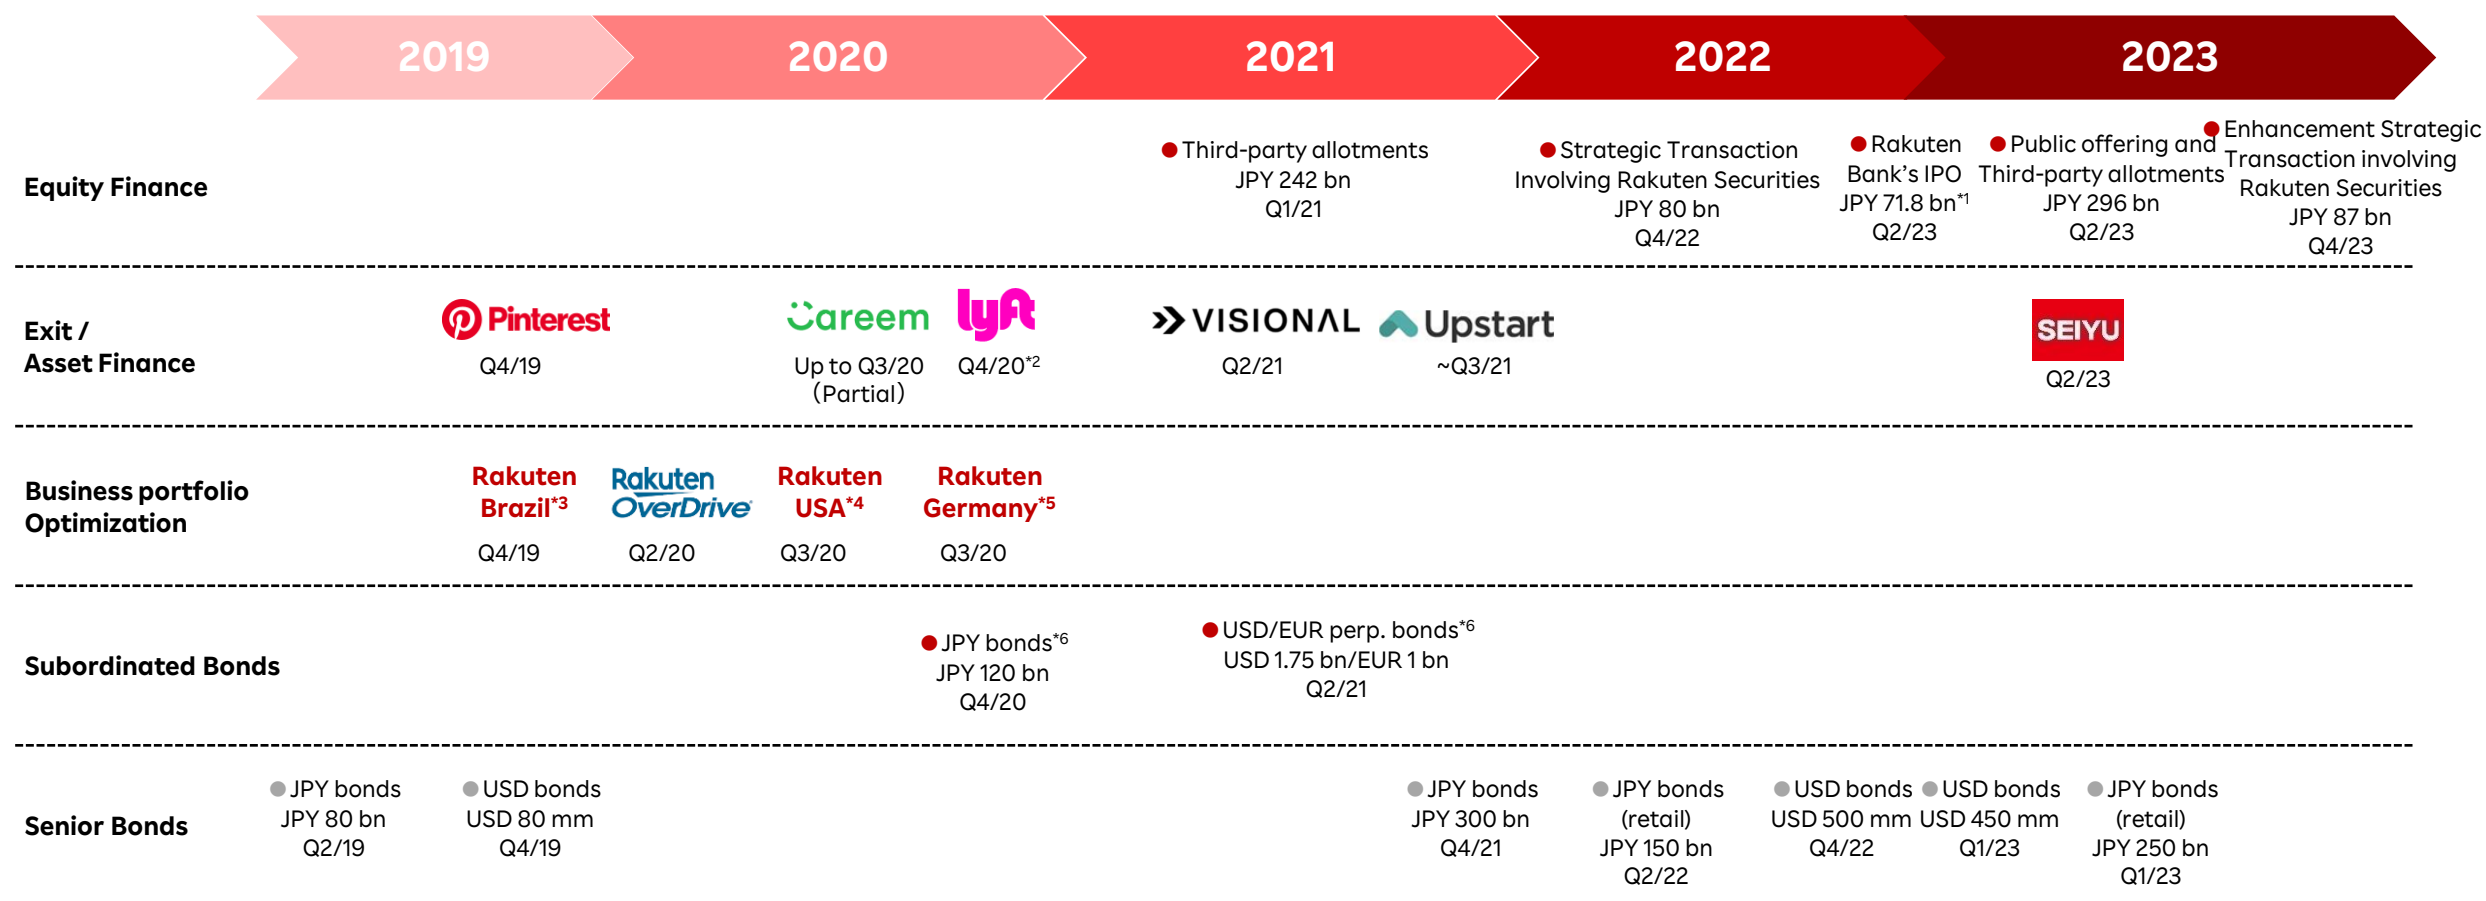 2019
2020
2021
2022
2023
Equity Finance
Third-party allotments
JPY 242 bn
Q1/21
Strategic Transaction
Involving Rakuten Securities
JPY 80 bn
Q4/22
Rakuten
Bank’s IPO
JPY 71.8 bn*1
Q2/23
Public offering and
Third-party allotments
JPY 296 bn
Q2/23
Enhancement Strategic
Transaction involving
Rakuten Securities
JPY 87 bn
Q4/23
Exit /
Asset Finance
Pinterest
Q4/19
Careem
Up to Q3/20
(Partial)
lyft
Q4/20*2
VISIONAL
Q2/21
Upstart
~Q3/21
SEIYU
Q2/23
Business portfolio
Optimization
Rakuten
Brazil*3
Q4/19
Rakuten
OverDrive
Q2/20
Rakuten
USA*4
Q3/20
Rakuten
Germany*5
Q3/20
Subordinated Bonds
JPY bonds*6
JPY 120 bn
Q4/20
USD/EUR perp. bonds*6
USD 1.75 bn/EUR 1 bn
Q2/21
Senior Bonds
JPY bonds
JPY 80 bn
Q2/19
USD bonds
USD 80 mm
Q4/19
JPY bonds
JPY 300 bn
Q4/21
JPY bonds
(retail)
JPY 150 bn
Q2/22
USD bonds
USD 500 mm
Q4/22
USD bonds
USD 450 mm
Q1/23
JPY bonds
(retail)
JPY 250 bn
Q1/23